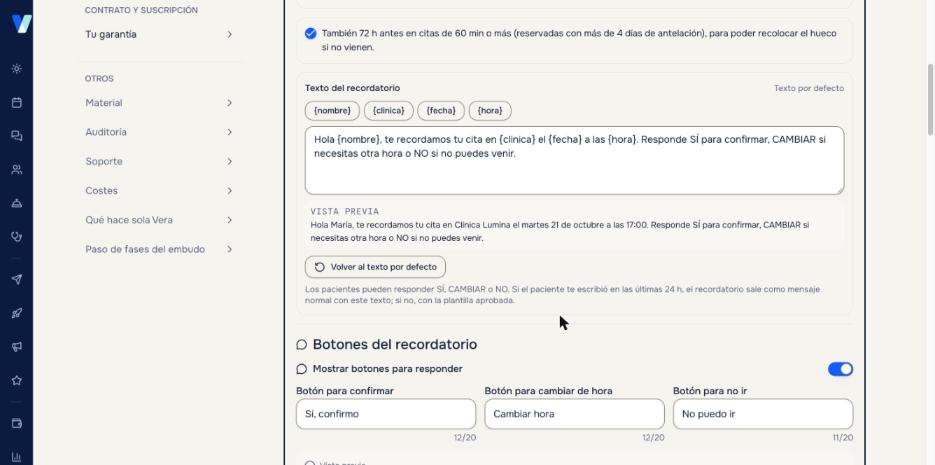 CONTRATO Y SUSCRIPCIÓN
Tu garantía
OTROS
Material
Auditoría
Soporte
Costes
Qué hace sola Vera
Paso de fases del embudo
También 72 h antes en citas de 60 min o más (reservadas con más de 4 días de antelación), para poder recolocar el hueco
si no vienen.
Texto del recordatorio
Texto por defecto
{nombre}
{clinica}
{fecha}
{hora}
Hola {nombre}, te recordamos tu cita en {clinica} el {fecha} a las {hora}. Responde SÍ para confirmar, CAMBIAR si
necesitas otra hora o NO si no puedes venir.
VISTA PREVIA
Hola María, te recordamos tu cita en Clínica Lumina el martes 21 de octubre a las 17:00. Responde SÍ para confirmar, CAMBIAR si
necesitas otra hora o NO si no puedes venir.
Volver al texto por defecto
Los pacientes pueden responder SÍ, CAMBIAR o NO. Si el paciente te escribió en las últimas 24 h, el recordatorio sale como mensaje
normal con este texto; si no, con la plantilla aprobada.
Botones del recordatorio
Mostrar botones para responder
Botón para confirmar
Botón para cambiar de hora
Botón para no ir
Sí, confirmo
Cambiar hora
No puedo ir
12/20
12/20
11/20
Vista previa